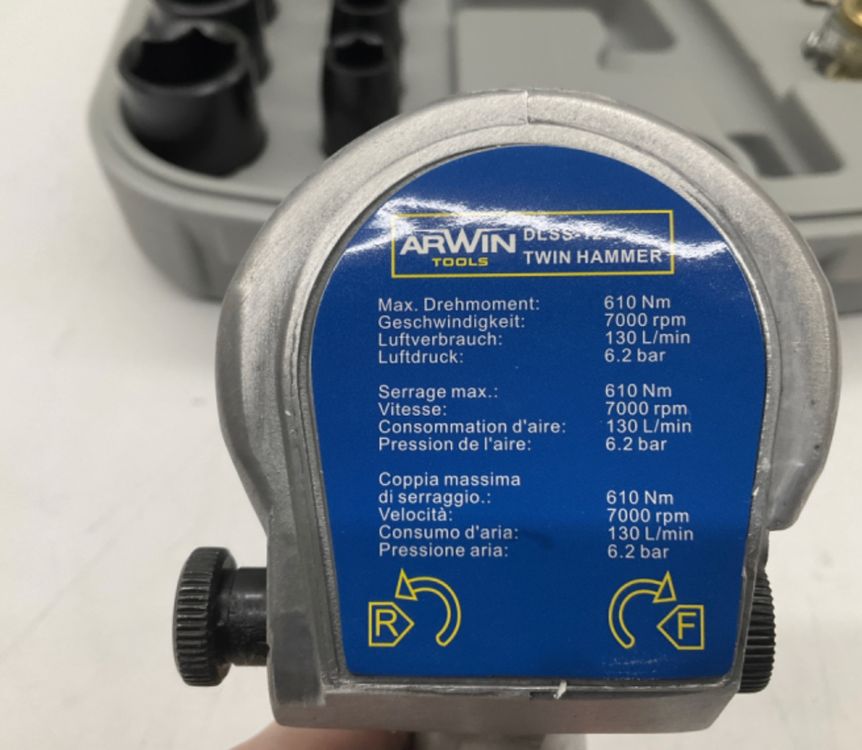 ARWIN
TOOLS
TWIN HAMMER
Max. Drehmoment: 610 Nm
Geschwindigkeit: 7000 rpm
Luftverbrauch: 130 L/min
Luftdruck: 6.2 bar
Serrage max.: 610 Nm
Vitesse: 7000 rpm
Consommation d'aire: 130 L/min
Pression de l'aire: 6.2 bar
Coppia massima
di serraggio.: 610 Nm
Velocità: 7000 rpm
Consumo d'aria: 130 L/min
Pressione aria: 6.2 bar
R F